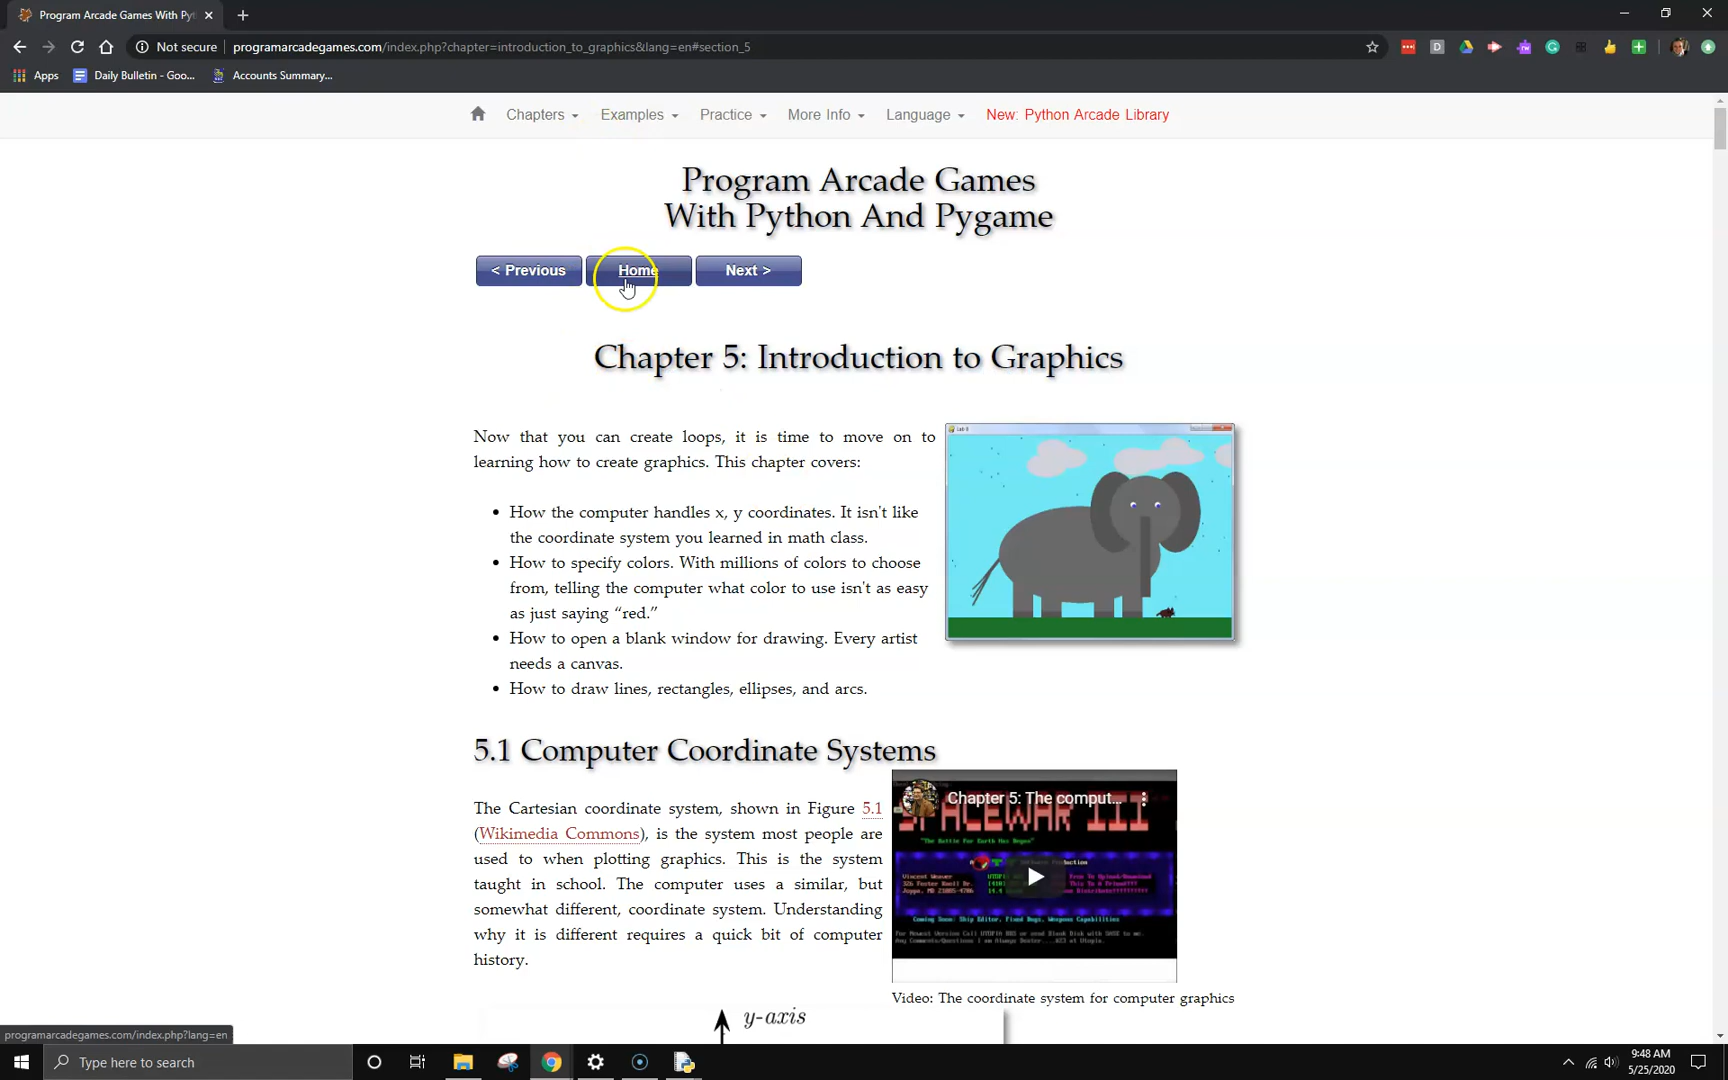 Program Arcade Games With Pyt
Not secure
programarcadegames.com/index.php?chapter=introduction_to_graphics&lang=en#section_5
Apps
Daily Bulletin - Goo...
Accounts Summary...
Chapters
Examples
Practice
More Info
Language
New: Python Arcade Library
Program Arcade Games
With Python And Pygame
< Previous
Home
Next >
Chapter 5: Introduction to Graphics
Now that you can create loops, it is time to move on to
learning how to create graphics. This chapter covers:
• How the computer handles x, y coordinates. It isn't like
the coordinate system you learned in math class.
• How to specify colors. With millions of colors to choose
from, telling the computer what color to use isn't as easy
as just saying “red.”
• How to open a blank window for drawing. Every artist
needs a canvas.
• How to draw lines, rectangles, ellipses, and arcs.
5.1 Computer Coordinate Systems
The Cartesian coordinate system, shown in Figure 5.1
(Wikimedia Commons), is the system most people are
used to when plotting graphics. This is the system
taught in school. The computer uses a similar, but
somewhat different, coordinate system. Understanding
why it is different requires a quick bit of computer
history.
Chapter 5: The comput...
SPACEWAR III
Video: The coordinate system for computer graphics
y-axis
programarcadegames.com/index.php?lang=en
Type here to search
9:48 AM
5/25/2020